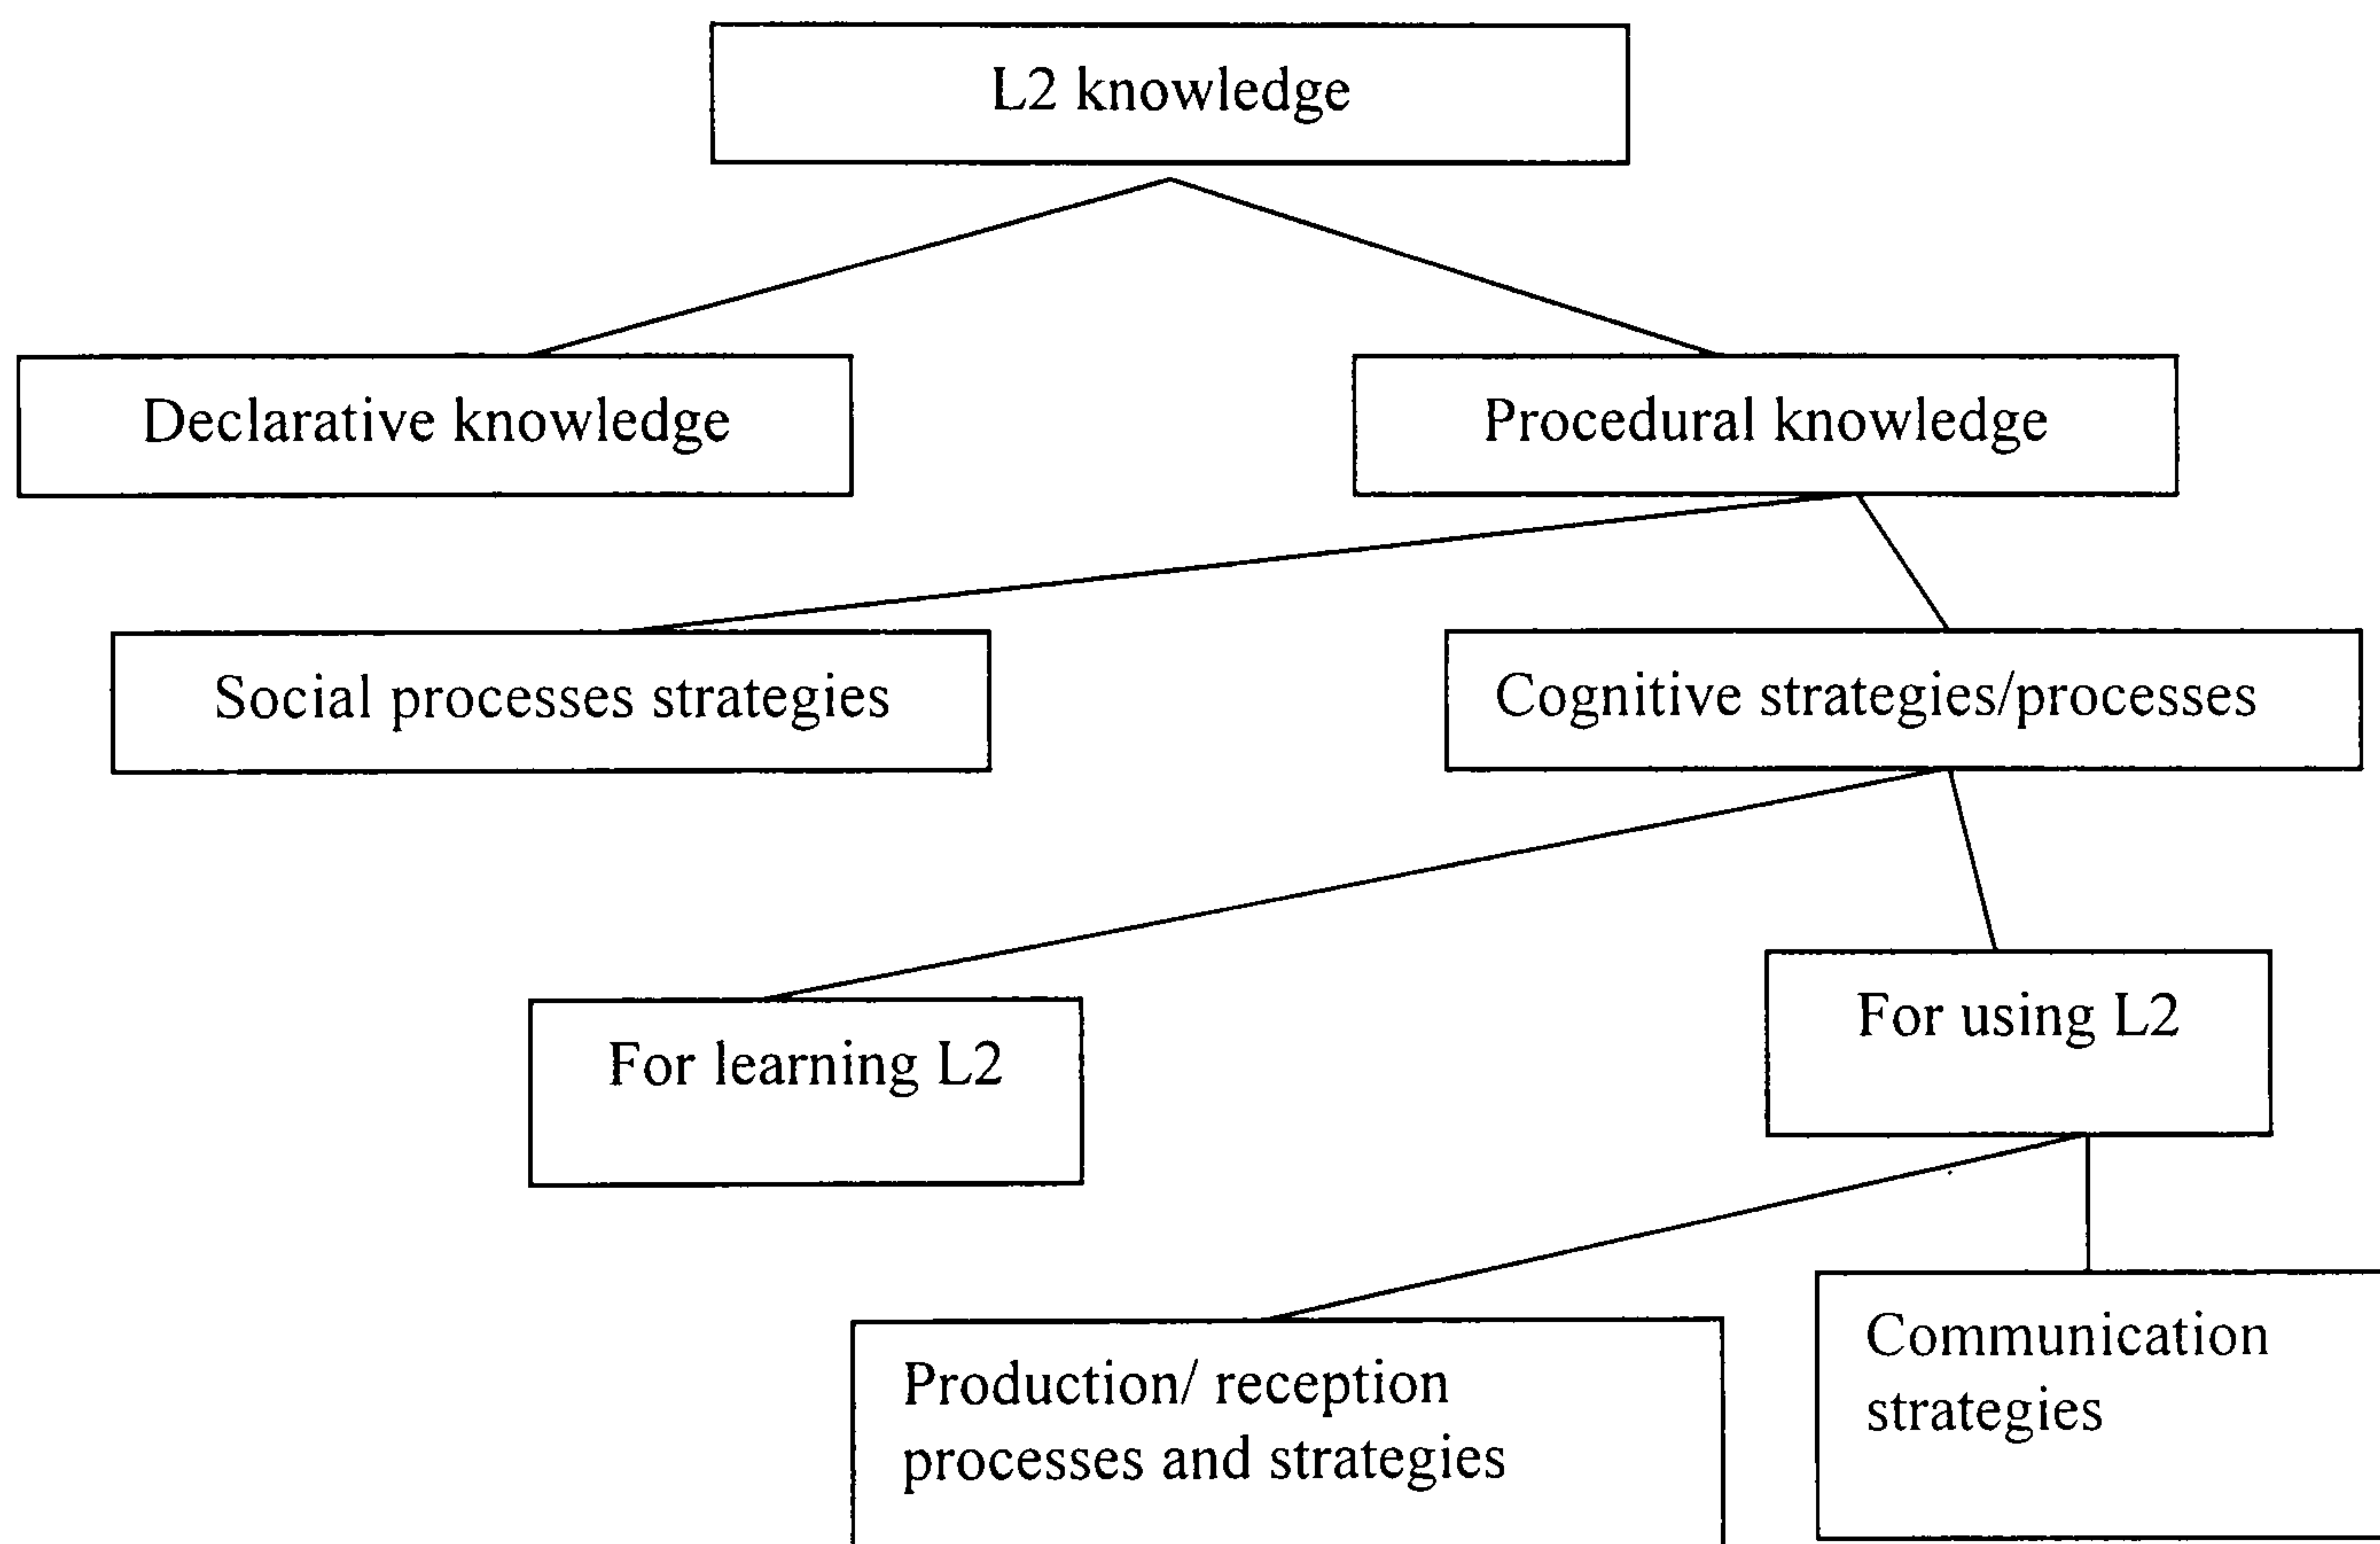 L2 knowledge
Declarative knowledge
Procedural knowledge
Social processes strategies
Cognitive strategies/processes
For learning L2
For using L2
Production/ reception
processes and strategies
Communication
strategies